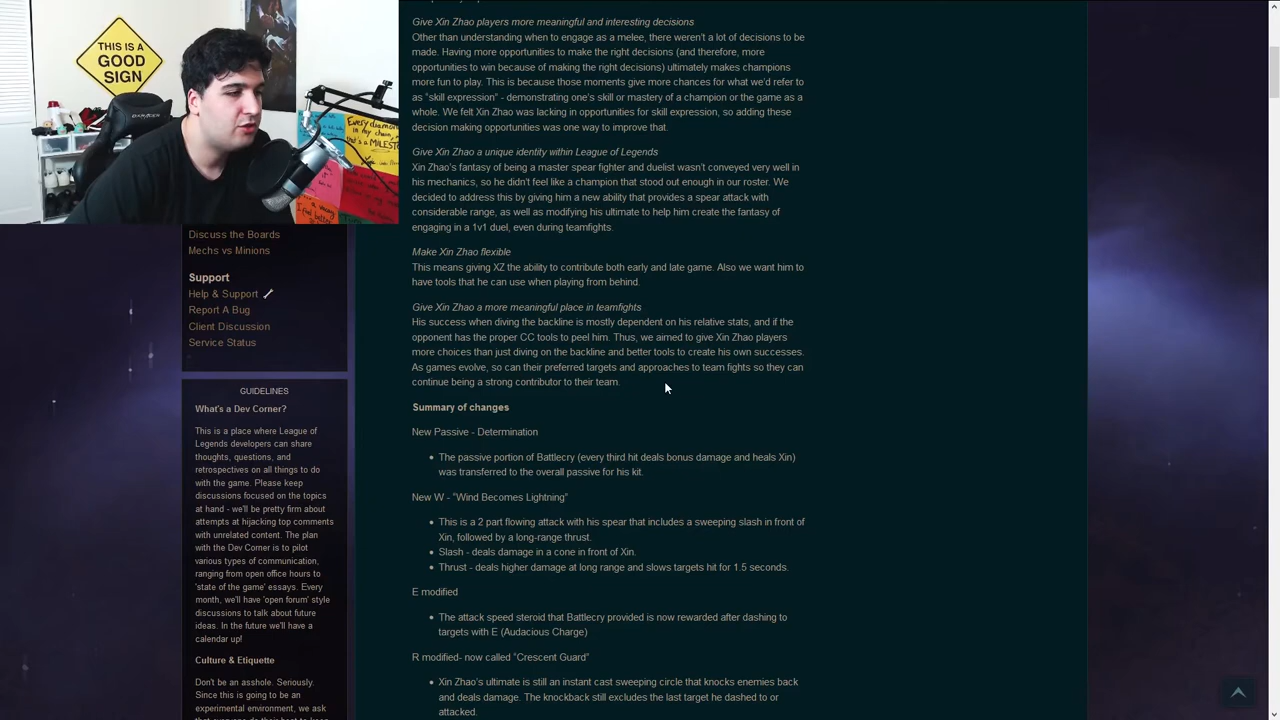 THIS IS A
GOOD
SIGN
Every diamond
in my chain,
that's a MILESTONE
Give Xin Zhao players more meaningful and interesting decisions
Other than understanding when to engage as a melee, there weren't a lot of decisions to be
made. Having more opportunities to make the right decisions (and therefore, more
opportunities to win because of making the right decisions) ultimately makes champions
more fun to play. This is because those moments give more chances for what we'd refer to
as "skill expression" - demonstrating one's skill or mastery of a champion or the game as a
whole. We felt Xin Zhao was lacking in opportunities for skill expression, so adding these
decision making opportunities was one way to improve that.
Give Xin Zhao a unique identity within League of Legends
Xin Zhao's fantasy of being a master spear fighter and duelist wasn't conveyed very well in
his mechanics, so he didn't feel like a champion that stood out enough in our roster. We
decided to address this by giving him a new ability that provides a spear attack with
considerable range, as well as modifying his ultimate to help him create the fantasy of
engaging in a 1v1 duel, even during teamfights.
Make Xin Zhao flexible
This means giving XZ the ability to contribute both early and late game. Also we want him to
have tools that he can use when playing from behind.
Give Xin Zhao a more meaningful place in teamfights
His success when diving the backline is mostly dependent on his relative stats, and if the
opponent has the proper CC tools to peel him. Thus, we aimed to give Xin Zhao players
more choices than just diving on the backline and better tools to create his own successes.
As games evolve, so can their preferred targets and approaches to team fights so they can
continue being a strong contributor to their team.
Summary of changes
New Passive - Determination
• The passive portion of Battlecry (every third hit deals bonus damage and heals Xin)
was transferred to the overall passive for his kit.
New W - "Wind Becomes Lightning"
• This is a 2 part flowing attack with his spear that includes a sweeping slash in front of
Xin, followed by a long-range thrust.
• Slash - deals damage in a cone in front of Xin.
• Thrust - deals higher damage at long range and slows targets hit for 1.5 seconds.
E modified
• The attack speed steroid that Battlecry provided is now rewarded after dashing to
targets with E (Audacious Charge)
R modified- now called "Crescent Guard"
• Xin Zhao's ultimate is still an instant cast sweeping circle that knocks enemies back
and deals damage. The knockback still excludes the last target he dashed to or
attacked.
Discuss the Boards
Mechs vs Minions
Support
Help & Support
Report A Bug
Client Discussion
Service Status
GUIDELINES
What's a Dev Corner?
This is a place where League of
Legends developers can share
thoughts, questions, and
retrospectives on all things to do
with the game. Please keep
discussions focused on the topics
at hand - we'll be pretty firm about
attempts at hijacking top comments
with unrelated content. The plan
with the Dev Corner is to pilot
various types of communication,
ranging from open office hours to
'state of the game' essays. Every
month, we'll have 'open forum' style
discussions to talk about future
ideas. In the future we'll have a
calendar up!
Culture & Etiquette
Don't be an asshole. Seriously.
Since this is going to be an
experimental environment, we ask